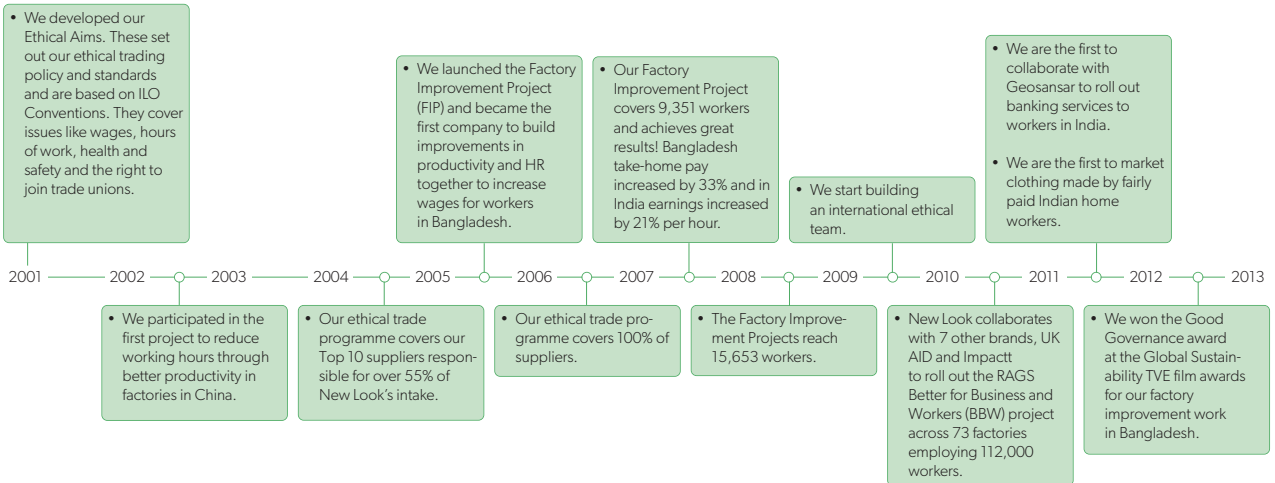 • We developed our
Ethical Aims. These set
out our ethical trading
policy and standards
and are based on ILO
Conventions. They cover
issues like wages, hours
of work, health and
safety and the right to
join trade unions.
• We launched the Factory
Improvement Project
(FIP) and became the
first company to build
improvements in
productivity and HR
together to increase
wages for workers
in Bangladesh.
• Our Factory
Improvement Project
covers 9,351 workers
and achieves great
results! Bangladesh
take-home pay
increased by 33% and in
India earnings increased
by 21% per hour.
• We start building
an international ethical
team.
• We are the first to
collaborate with
Geosansar to roll out
banking services to
workers in India.
• We are the first to market
clothing made by fairly
paid Indian home
workers.
2001 2002 2003 2004 2005 2006 2007 2008 2009 2010 2011 2012 2013
• We participated in the
first project to reduce
working hours through
better productivity in
factories in China.
• Our ethical trade
programme covers our
Top 10 suppliers respon-
sible for over 55% of
New Look's intake.
• Our ethical trade pro-
gramme covers 100% of
suppliers.
• The Factory Improve-
ment Projects reach
15,653 workers.
• New Look collaborates
with 7 other brands, UK
AID and Impactt
to roll out the RAGS
Better for Business and
Workers (BBW) project
across 73 factories
employing 112,000
workers.
• We won the Good
Governance award
at the Global Sustain-
ability TVE film awards
for our factory
improvement work
in Bangladesh.